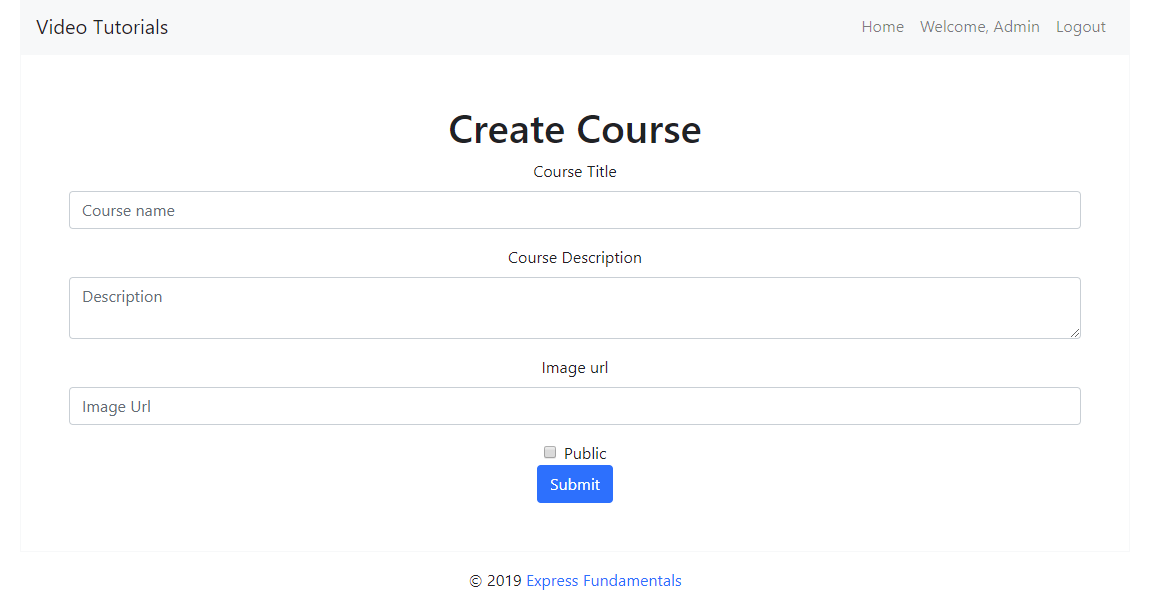 Video Tutorials Home Welcome, Admin Logout
Create Course
Course Title
Course name
Course Description
Description
Image url
Image Url
Public
Submit
© 2019 Express Fundamentals